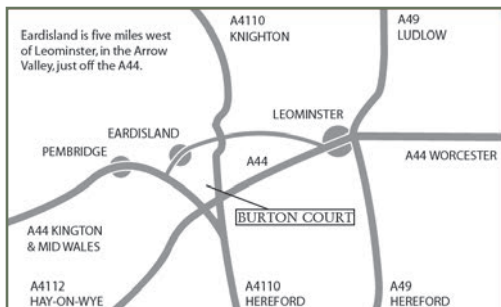 Eardisland is five miles west
of Leominster, in the Arrow
Valley, just off the A44.
A4110
KNIGHTON
A49
LUDLOW
LEOMINSTER
EARDISLAND
PEMBRIDGE
A44
A44 WORCESTER
BURTON COURT
A44 KINGTON
& MID WALES
A4112
HAY-ON-WYE
A4110
HEREFORD
A49
HEREFORD